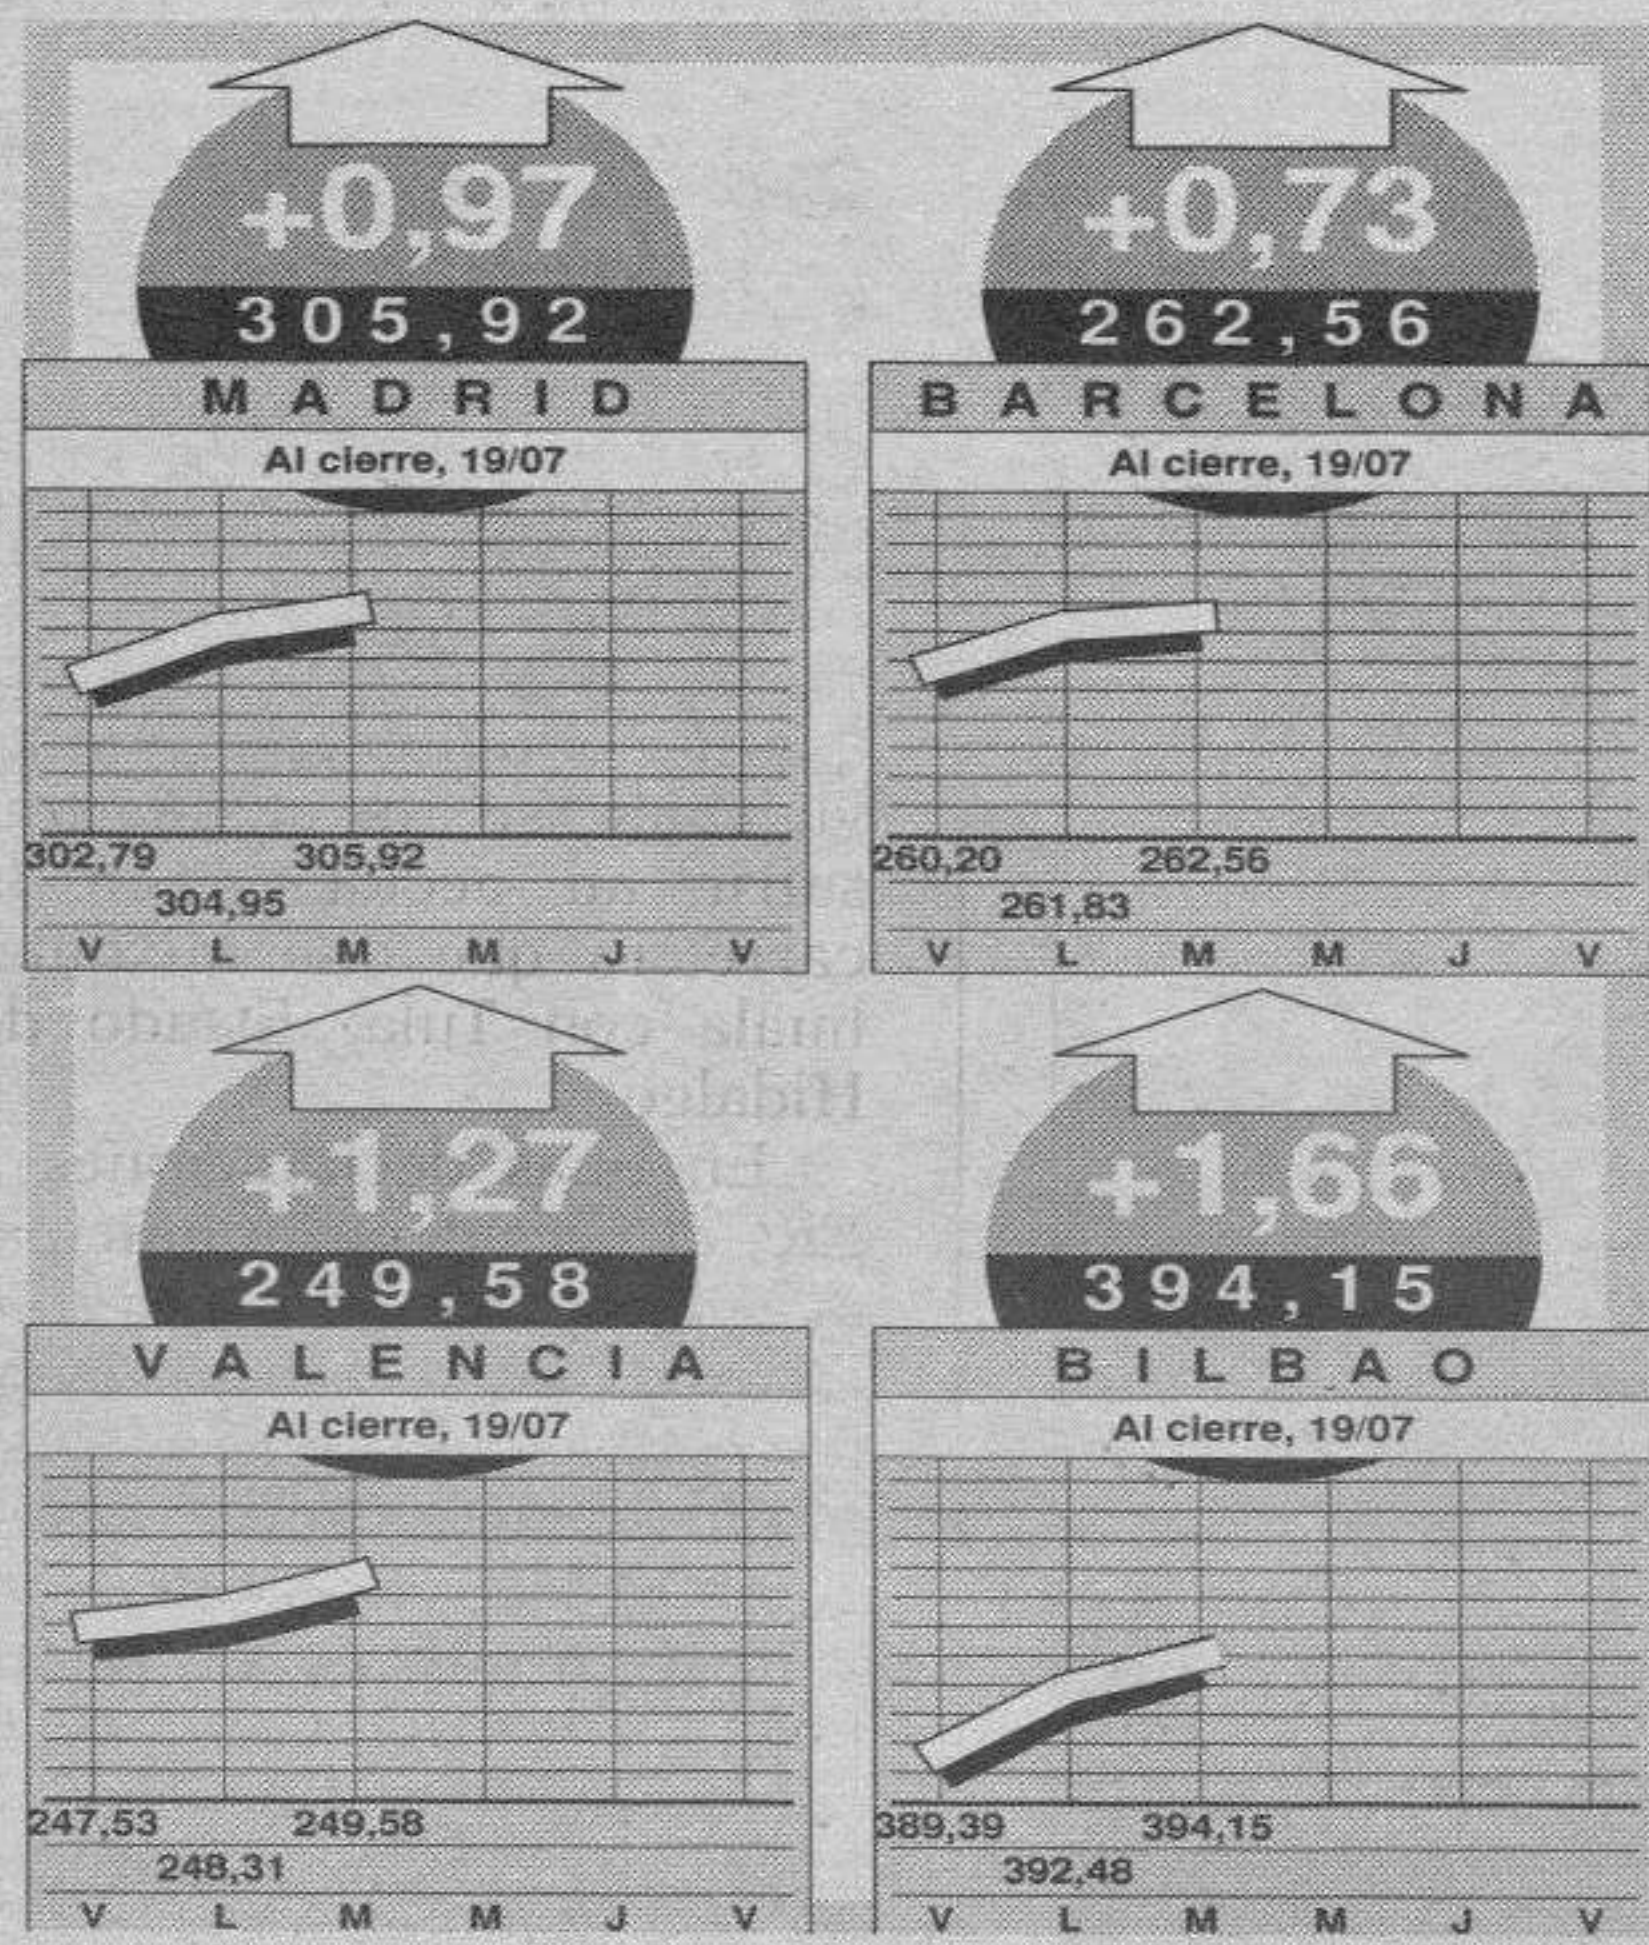 +0,97
305,92
MADRID
Al cierre, 19/07
302,79 305,92
304,95
V L M M J V
+0,73
262,56
BARCELONA
Al cierre, 19/07
260,20 262,56
261,83
V L M M J V
+1,27
249,58
VALENCIA
Al cierre, 19/07
247,53 249,58
248,31
V L M M J V
+1,66
394,15
BILBAO
Al cierre, 19/07
389,39 394,15
392,48
V L M M J V